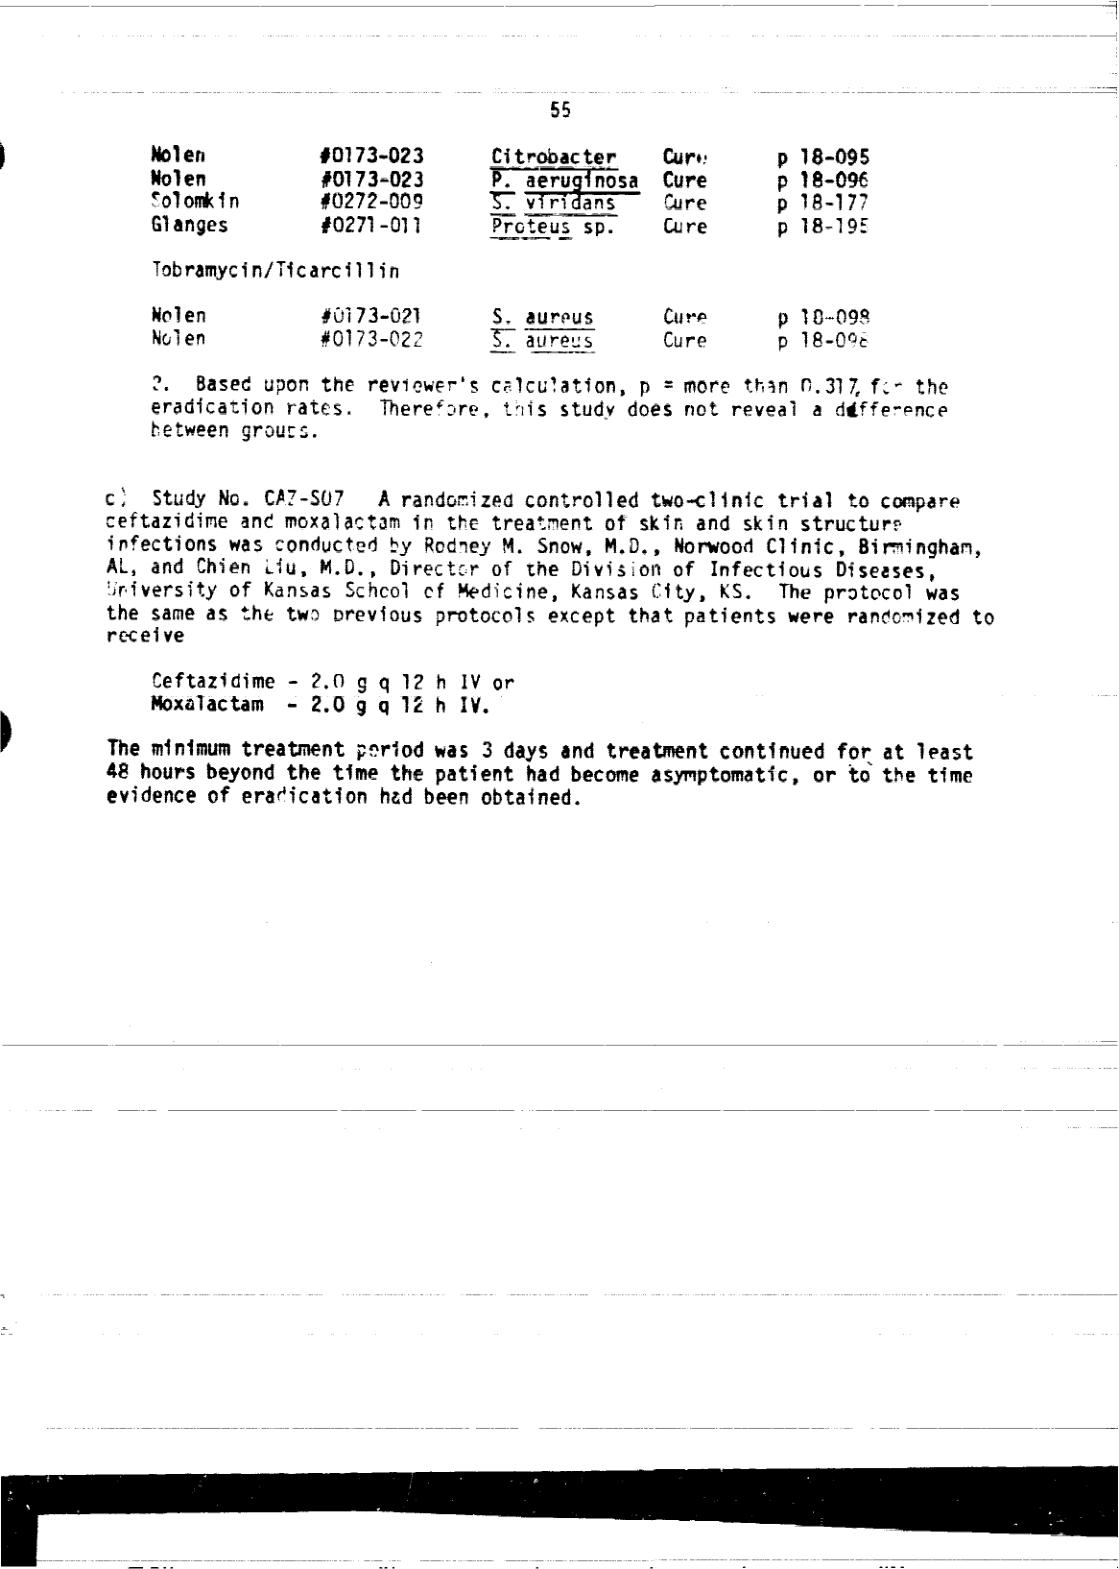 55
Nolen #0173-023 Citrobacter Cure p 18-095
Nolen #0173-023 P. aeruginosa Cure p 18-096
Solomkin #0272-009 S. viridans Cure p 18-177
Glanges #0271-011 Proteus sp. Cure p 18-195
Tobramycin/Ticarcillin
Nolen #0173-021 S. aureus Cure p 18-098
Nolen #0173-022 S. aureus Cure p
2. Based upon the reviewer's calculation, p = more than 0.317, for the
eradication rates. Therefore, this study does not reveal a difference
between groups.
c) Study No. CAZ-S07 A randomized controlled two-clinic trial to compare
ceftazidime and moxalactam in the treatment of skin and skin structure
infections was conducted by Rodney M. Snow, M.D., Norwood Clinic, Birmingham,
AL, and Chien Liu, M.D., Director of the Division of Infectious Diseases,
University of Kansas School of Medicine, Kansas City, KS. The protocol was
the same as the two previous protocols except that patients were randomized to
receive
Ceftazidime - 2.0 g q 12 h IV or
Moxalactam - 2.0 g q 12 h IV.
The minimum treatment period was 3 days and treatment continued for at least
48 hours beyond the time the patient had become asymptomatic, or to the time
evidence of eradication had been obtained.